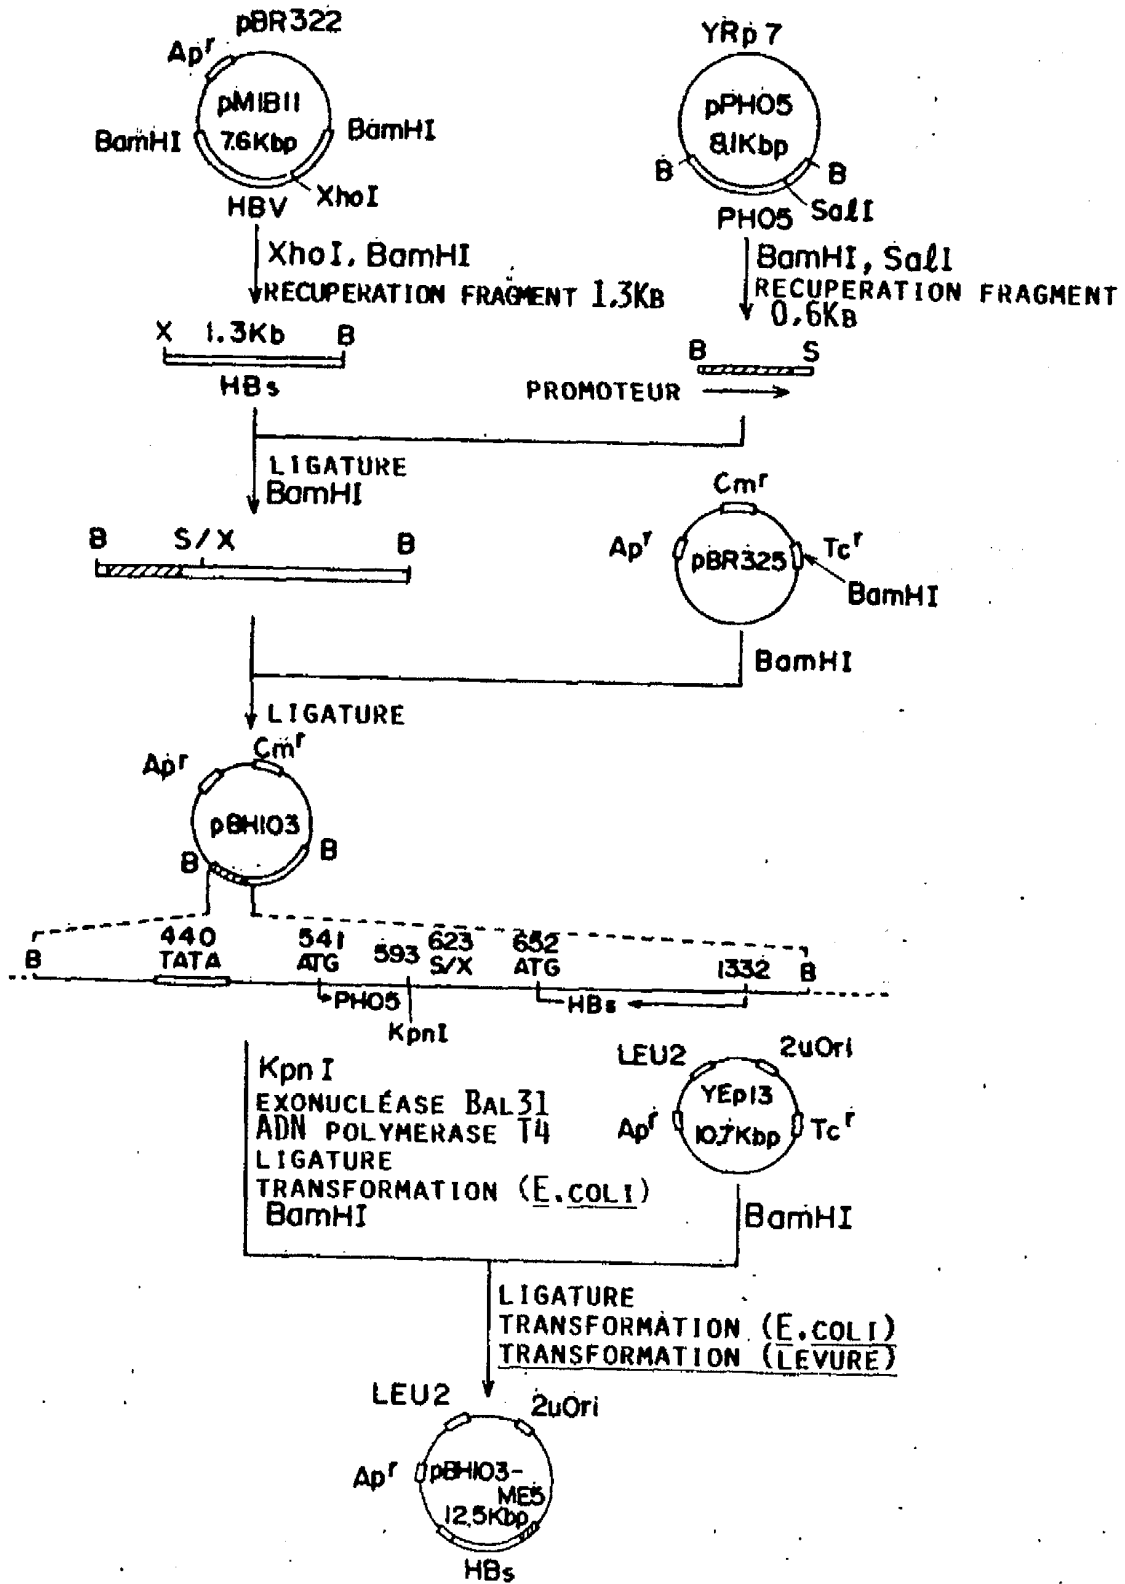 pBR322
Apʳ
pMIBII
7.6Kbp
BamHI
BamHI
XhoI
HBV
XhoI, BamHI
RECUPERATION FRAGMENT 1.3KB
X 1.3Kb B
HBs
YRp7
pPHO5
8.1Kbp
B
B
SalI
PHO5
BamHI, SalI
RECUPERATION FRAGMENT
0,6KB
B S
PROMOTEUR
LIGATURE
BamHI
B S/X B
Cmʳ
Apʳ
pBR325
Tcʳ
BamHI
BamHI
LIGATURE
Apʳ
Cmʳ
pBH103
B
B
B 440 541 593 623 652 1332 B
TATA ATG S/X ATG
PHO5
HBs
KpnI
KpnI
EXONUCLÉASE BAL31
ADN POLYMERASE T4
LIGATURE
TRANSFORMATION (E.COLI)
BamHI
LEU2
2uOri
YEp13
10.7Kbp
Apʳ
Tcʳ
BamHI
LIGATURE
TRANSFORMATION (E.COLI)
TRANSFORMATION (LEVURE)
LEU2
2uOri
Apʳ
pBH103-
ME5
12,5Kbp
HBs